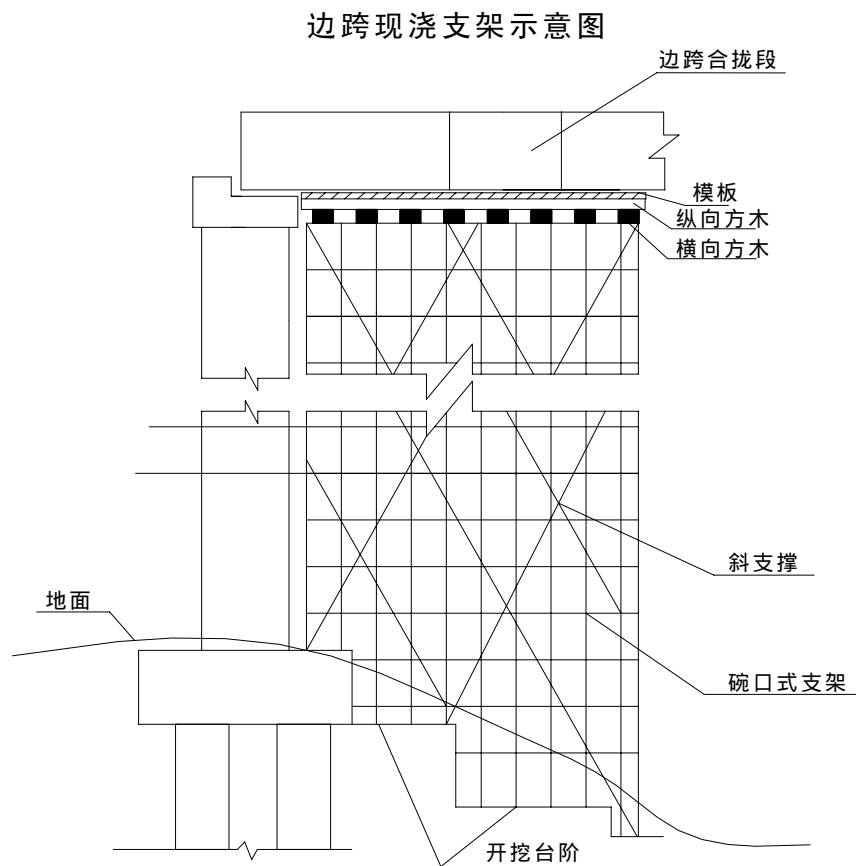 边跨现浇支架示意图
边跨合拢段
模板
纵向方木
横向方木
斜支撑
地面
碗口式支架
开挖台阶